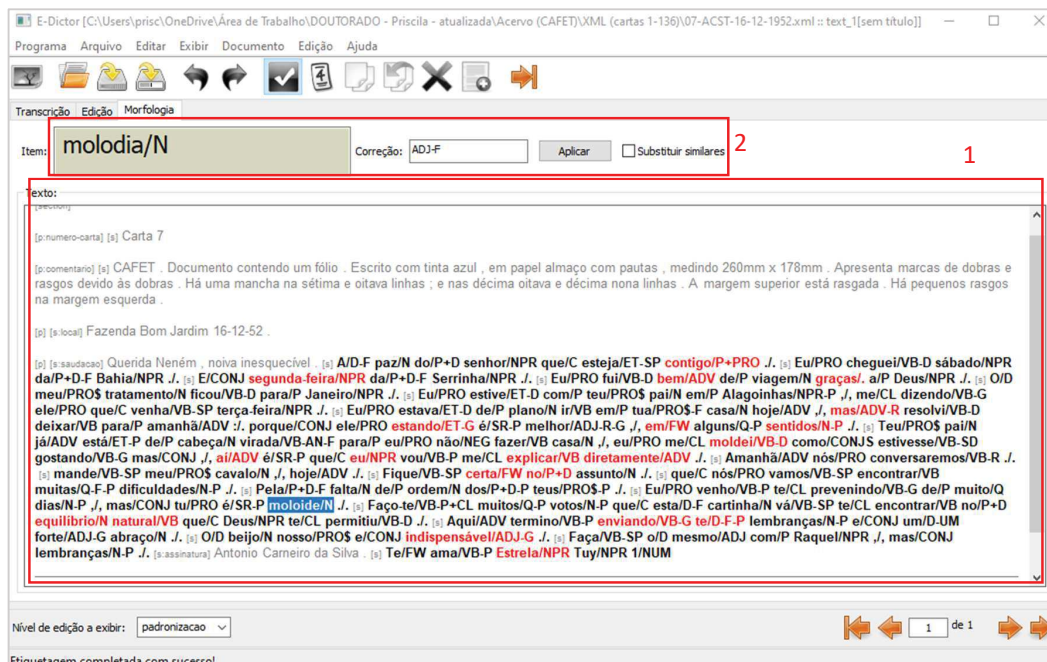 E-Dictor [C:\Users\prisc\OneDrive\Área de Trabalho\DOUTORADO - Priscila - atualizada\Acervo (CAFET)\XML (cartas 1-136)\07-ACST-16-12-1952.xml :: text_1[sem título]]
Programa Arquivo Editar Exibir Documento Edição Ajuda
Transcrição Edição Morfologia
Item: molodia/N Correção: ADJ-F Aplicar Substituir similares 2
1
Texto:
[section]
[p:numero-carta] [s] Carta 7
[p:comentario] [s] CAFET . Documento contendo um fólio . Escrito com tinta azul , em papel almaço com pautas , medindo 260mm x 178mm . Apresenta marcas de dobras e
rasgos devido às dobras . Há uma mancha na sétima e oitava linhas ; e nas décima oitava e décima nona linhas . A margem superior está rasgada . Há pequenos rasgos
na margem esquerda .
[p] [s:local] Fazenda Bom Jardim 16-12-52 .
[p] [s:saudacao] Querida Neném , noiva inesquecível . [s] A/D-F paz/N do/P+D senhor/NPR que/C esteja/ET-SP contigo/P+PRO ./. [s] Eu/PRO cheguei/VB-D sábado/NPR
da/P+D-F Bahia/NPR ./. [s] E/CONJ segunda-feira/NPR da/P+D-F Serrinha/NPR ./. [s] Eu/PRO fui/VB-D bem/ADV de/P viagem/N graças/. a/P Deus/NPR ./. [s] O/D
meu/PRO$ tratamento/N ficou/VB-D para/P Janeiro/NPR ./. [s] Eu/PRO estive/ET-D com/P teu/PRO$ pai/N em/P Alagoinhas/NPR-P ,/, me/CL dizendo/VB-G
ele/PRO que/C venha/VB-SP terça-feira/NPR ./. [s] Eu/PRO estava/ET-D de/P plano/N ir/VB em/P tua/PRO$-F casa/N hoje/ADV ,/, mas/ADV-R resolvi/VB-D
deixar/VB para/P amanhã/ADV :/. porque/CONJ ele/PRO estando/ET-G é/SR-P melhor/ADJ-R-G ,/, em/FW alguns/Q-P sentidos/N-P ./. [s] Teu/PRO$ pai/N
já/ADV está/ET-P de/P cabeça/N virada/VB-AN-F para/P eu/PRO não/NEG fazer/VB casa/N ,/, eu/PRO me/CL moldei/VB-D como/CONJS estivesse/VB-SD
gostando/VB-G mas/CONJ ,/, aí/ADV é/SR-P que/C eu/NPR vou/VB-P me/CL explicar/VB diretamente/ADV ./. [s] Amanhã/ADV nós/PRO conversaremos/VB-R ./.
[s] mande/VB-SP meu/PRO$ cavalo/N ,/, hoje/ADV ./. [s] Fique/VB-SP certa/FW no/P+D assunto/N ./. [s] que/C nós/PRO vamos/VB-SP encontrar/VB
muitas/Q-F-P dificuldades/N-P ./. [s] Pela/P+D-F falta/N de/P ordem/N dos/P+D-P teus/PRO$-P ./. [s] Eu/PRO venho/VB-P te/CL prevenindo/VB-G de/P muito/Q
dias/N-P ,/, mas/CONJ tu/PRO é/SR-P moloide/N ./. [s] Faço-te/VB-P+CL muitos/Q-P votos/N-P que/C esta/D-F cartinha/N vá/VB-SP te/CL encontrar/VB no/P+D
equilíbrio/N natural/VB que/C Deus/NPR te/CL permitiu/VB-D ./. [s] Aqui/ADV termino/VB-P enviando/VB-G te/D-F-P lembranças/N-P e/CONJ um/D-UM
forte/ADJ-G abraço/N ./. [s] O/D beijo/N nosso/PRO$ e/CONJ indispensável/ADJ-G ./. [s] Faça/VB-SP o/D mesmo/ADJ com/P Raquel/NPR ,/, mas/CONJ
lembranças/N-P ./. [s:assinatura] Antonio Carneiro da Silva . [s] Te/FW ama/VB-P Estrela/NPR Tuy/NPR 1/NUM
Nível de edição a exibir: padronizacao 1 de 1
Etiquetagem completada com sucesso!